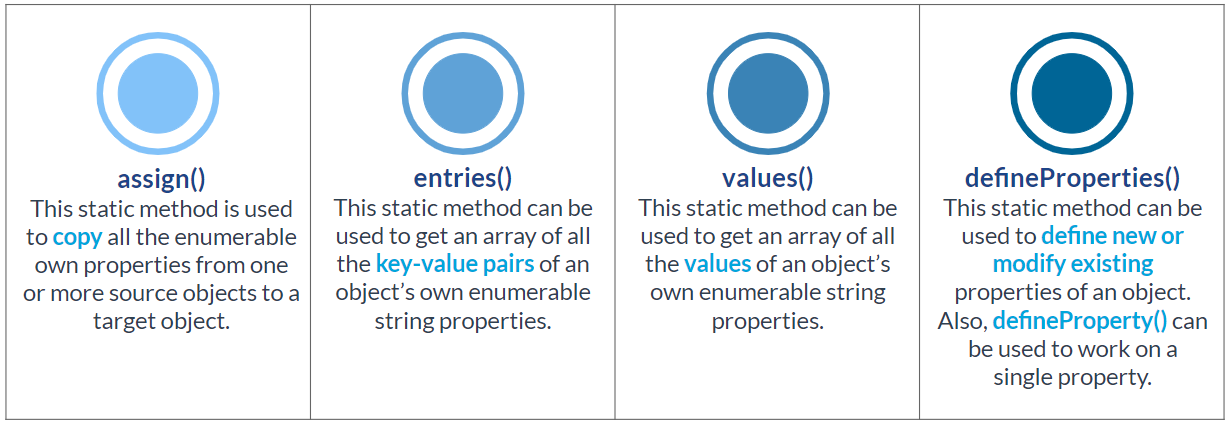 assign()
This static method is used
to copy all the enumerable
own properties from one
or more source objects to a
target object.
entries()
This static method can be
used to get an array of all
the key-value pairs of an
object’s own enumerable
string properties.
values()
This static method can be
used to get an array of all
the values of an object’s
own enumerable string
properties.
defineProperties()
This static method can be
used to define new or
modify existing
properties of an object.
Also, defineProperty() can
be used to work on a
single property.